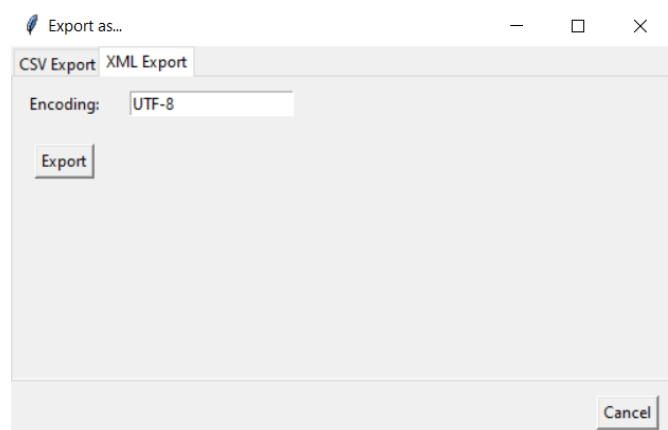 Export as...
CSV Export XML Export
Encoding: UTF-8
Export
Cancel